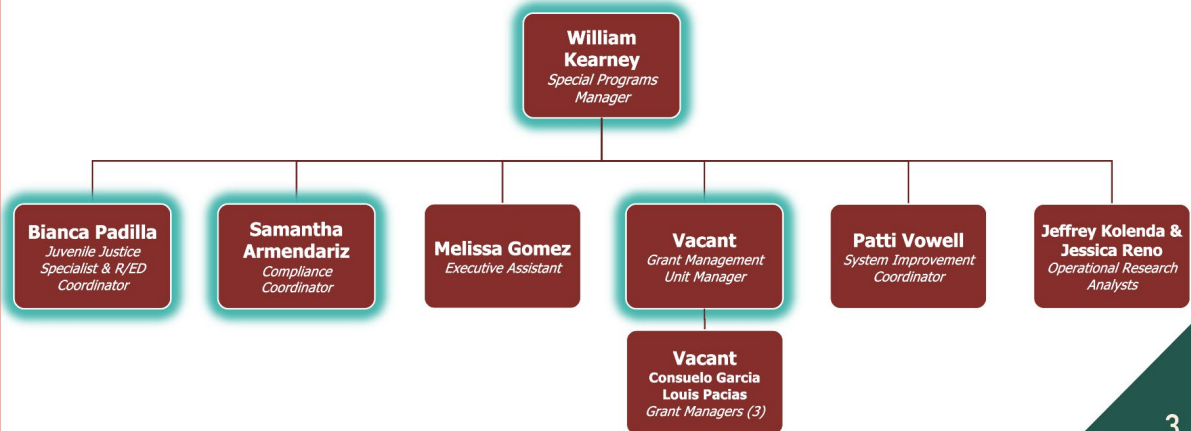 William
Kearney
Special Programs
Manager
Bianca Padilla
Juvenile Justice
Specialist & R/ED
Coordinator
Samantha
Armendariz
Compliance
Coordinator
Melissa Gomez
Executive Assistant
Vacant
Grant Management
Unit Manager
Patti Vowell
System Improvement
Coordinator
Jeffrey Kolenda &
Jessica Reno
Operational Research
Analysts
Vacant
Consuelo Garcia
Louis Pacias
Grant Managers (3)
3